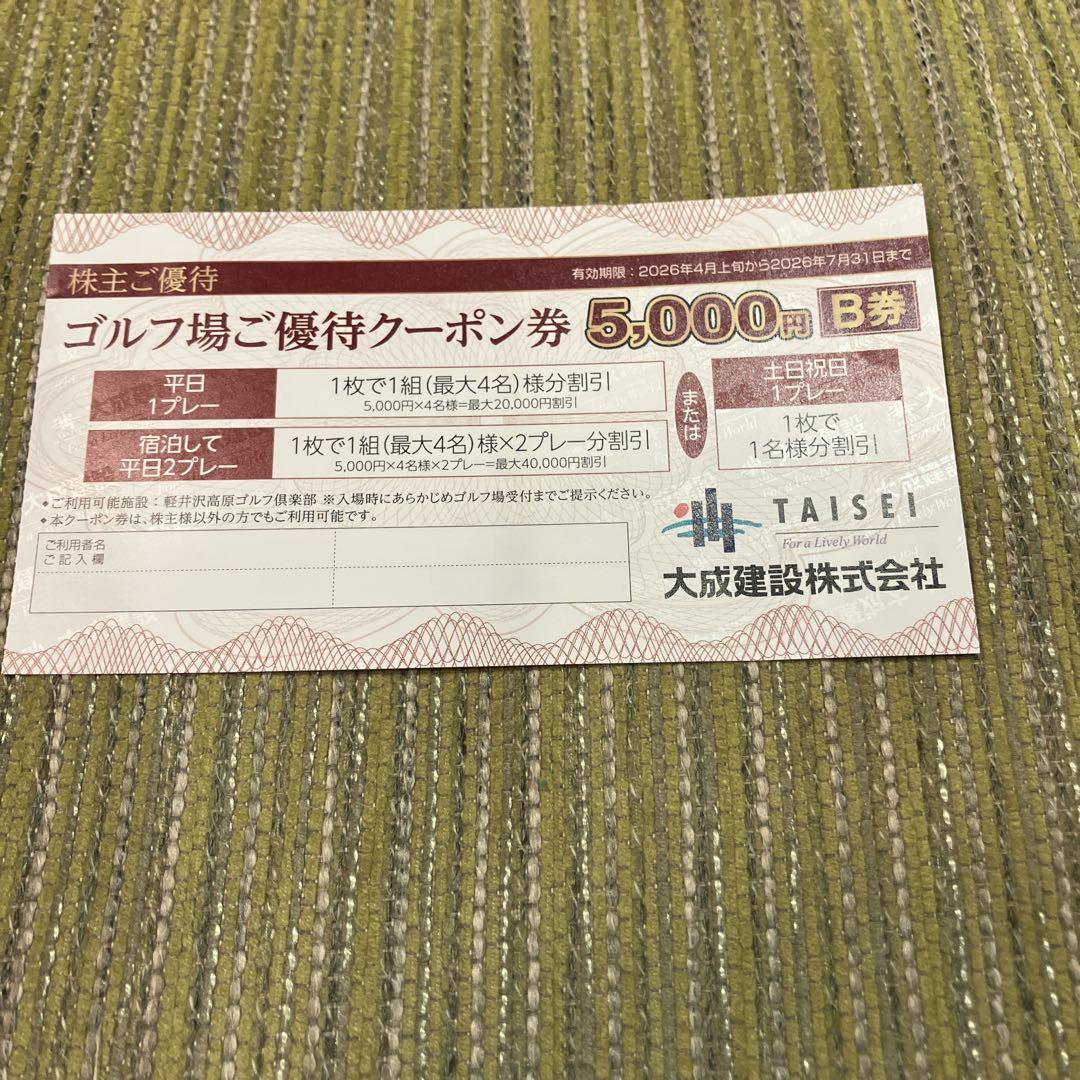 株主ご優待
有効期限：2026年4月上旬から2026年7月31日まで
ゴルフ場ご優待クーポン券 5,000円 B券
平日
1プレー
1枚で1組(最大4名)様分割引
5,000円×4名様=最大20,000円割引
宿泊して
平日2プレー
1枚で1組(最大4名)様×2プレー分割引
5,000円×4名様×2プレー=最大40,000円割引
または
土日祝日
1プレー
1枚で
1名様分割引
◆ご利用可能施設：軽井沢高原ゴルフ倶楽部 ※入場時にあらかじめゴルフ場受付までご提示ください。
◆本クーポン券は、株主様以外の方でもご利用可能です。
ご利用者名
ご記入欄
TAISEI
For a Lively World
大成建設株式会社